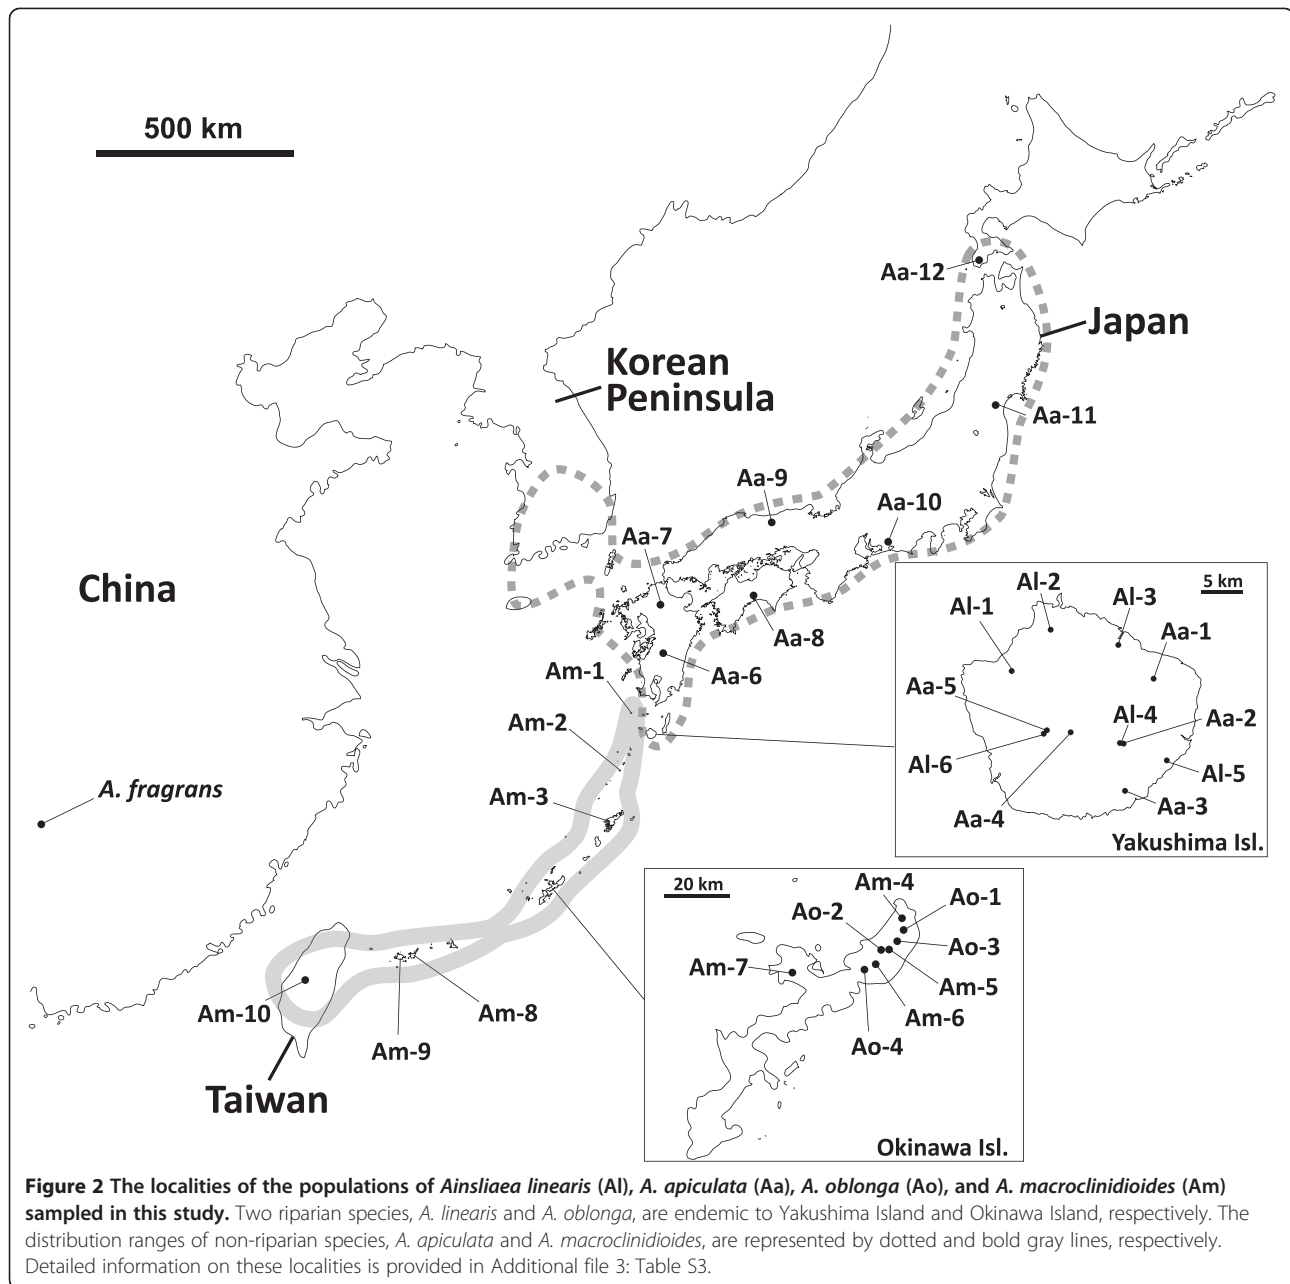 500 km
Aa-12
Japan
Korean
Peninsula
Aa-11
Aa-9
Aa-10
Aa-7
China
Aa-8
Am-1
Aa-6
Am-2
A. fragrans
Am-3
5 km
Al-2
Al-1
Al-3
Aa-1
Aa-5
Al-4
Aa-2
Al-6
Al-5
Aa-4
Aa-3
Yakushima Isl.
20 km
Am-4
Ao-2
Ao-1
Ao-3
Am-7
Am-5
Am-6
Ao-4
Okinawa Isl.
Am-10
Am-8
Am-9
Taiwan
Figure 2 The localities of the populations of Ainsliaea linearis (Al), A. apiculata (Aa), A. oblonga (Ao), and A. macroclinidioides (Am)
sampled in this study. Two riparian species, A. linearis and A. oblonga, are endemic to Yakushima Island and Okinawa Island, respectively. The
distribution ranges of non-riparian species, A. apiculata and A. macroclinidioides, are represented by dotted and bold gray lines, respectively.
Detailed information on these localities is provided in Additional file 3: Table S3.